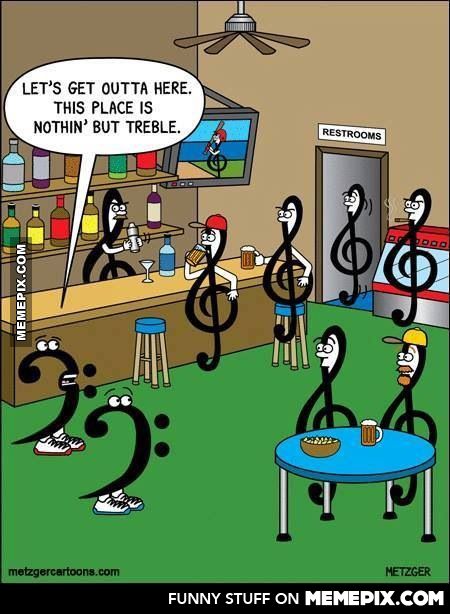 LET'S GET OUTTA HERE.
THIS PLACE IS
NOTHIN' BUT TREBLE.
RESTROOMS
MEMEPIX.COM
metzgercartoons.com
METZGER
FUNNY STUFF ON MEMEPIX.COM